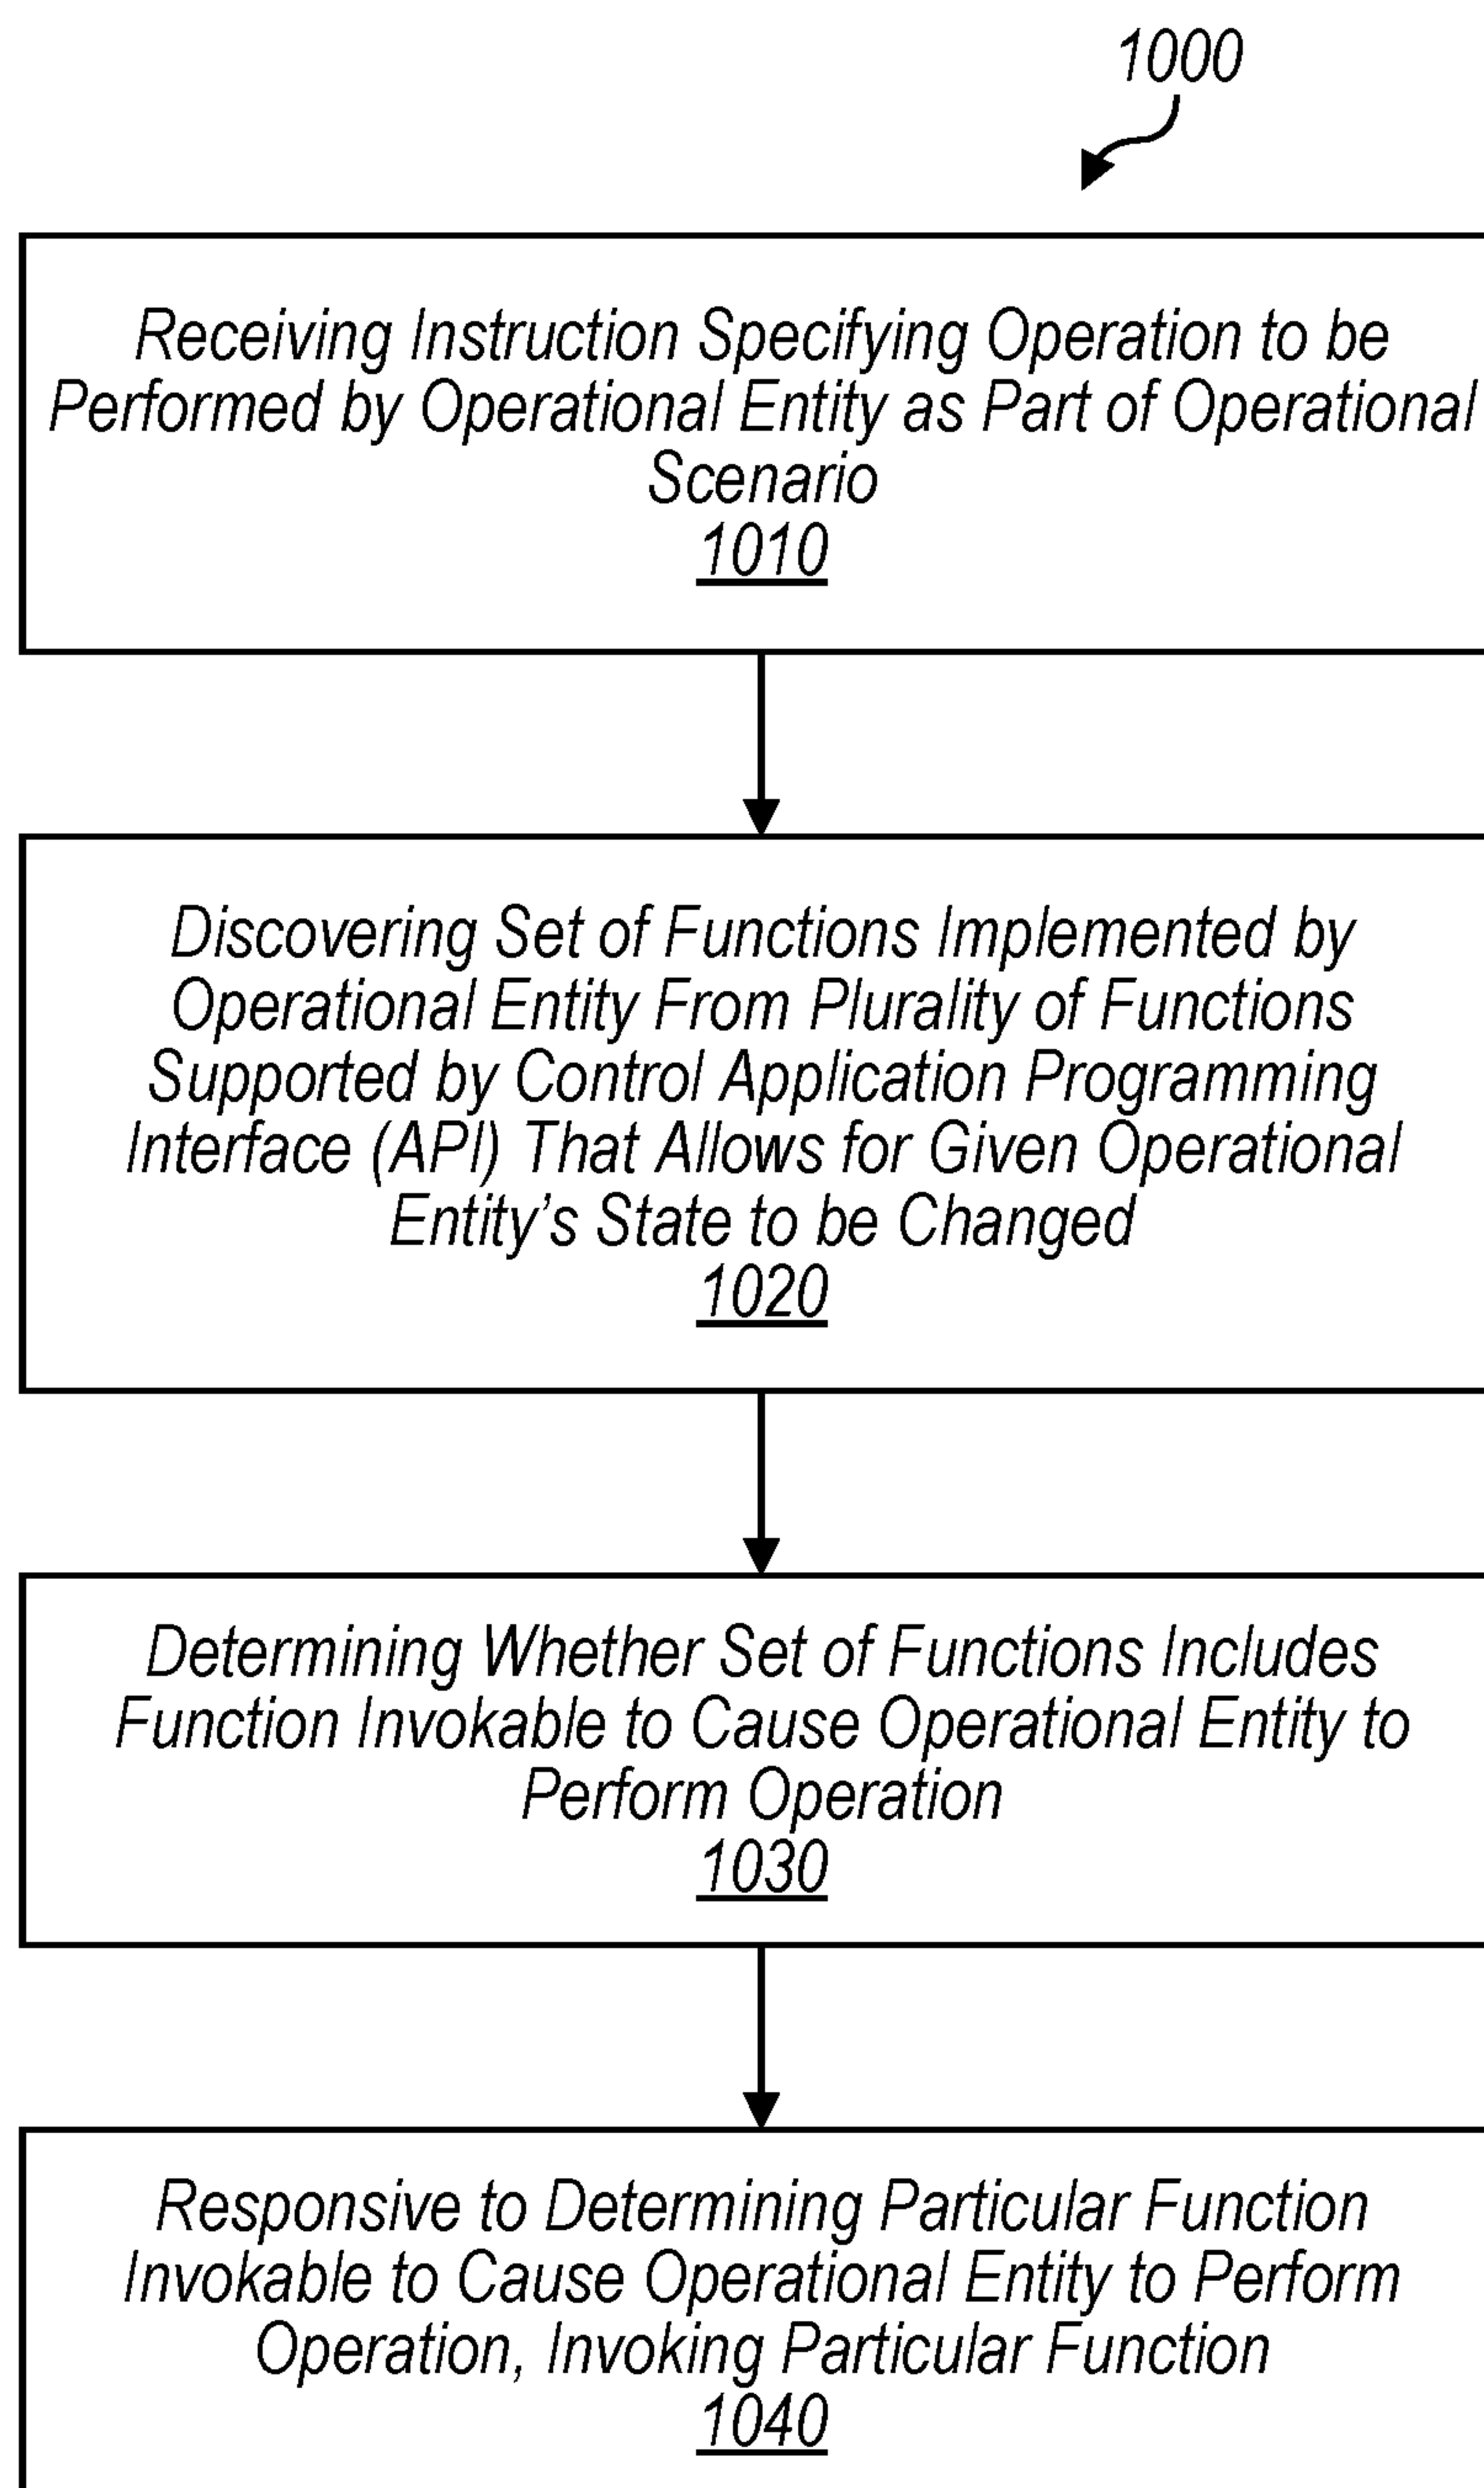 1000
Receiving Instruction Specifying Operation to be
Performed by Operational Entity as Part of Operational
Scenario
1010
Discovering Set of Functions Implemented by
Operational Entity From Plurality of Functions
Supported by Control Application Programming
Interface (API) That Allows for Given Operational
Entity's State to be Changed
1020
Determining Whether Set of Functions Includes
Function Invokable to Cause Operational Entity to
Perform Operation
1030
Responsive to Determining Particular Function
Invokable to Cause Operational Entity to Perform
Operation, Invoking Particular Function
1040